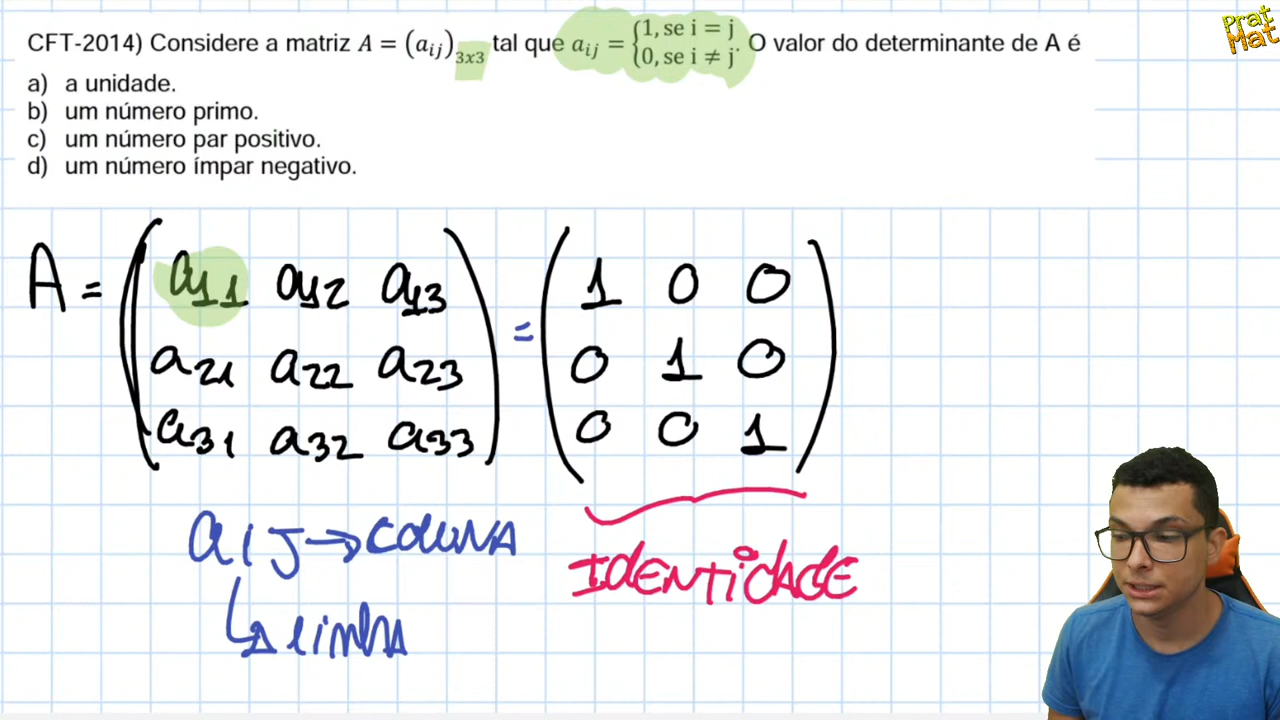 Prat
Mat
CFT-2014) Considere a matriz A = (aij)3x3 tal que aij = {1, se i = j
{0, se i ≠ j. O valor do determinante de A é
a) a unidade.
b) um número primo.
c) um número par positivo.
d) um número ímpar negativo.
A = (a11 a12 a13 = (1 0 0)
a21 a22 a23 0 1 0
a31 a32 a33) 0 0 1
aij → COLUNA
IDENTIDADE
linha